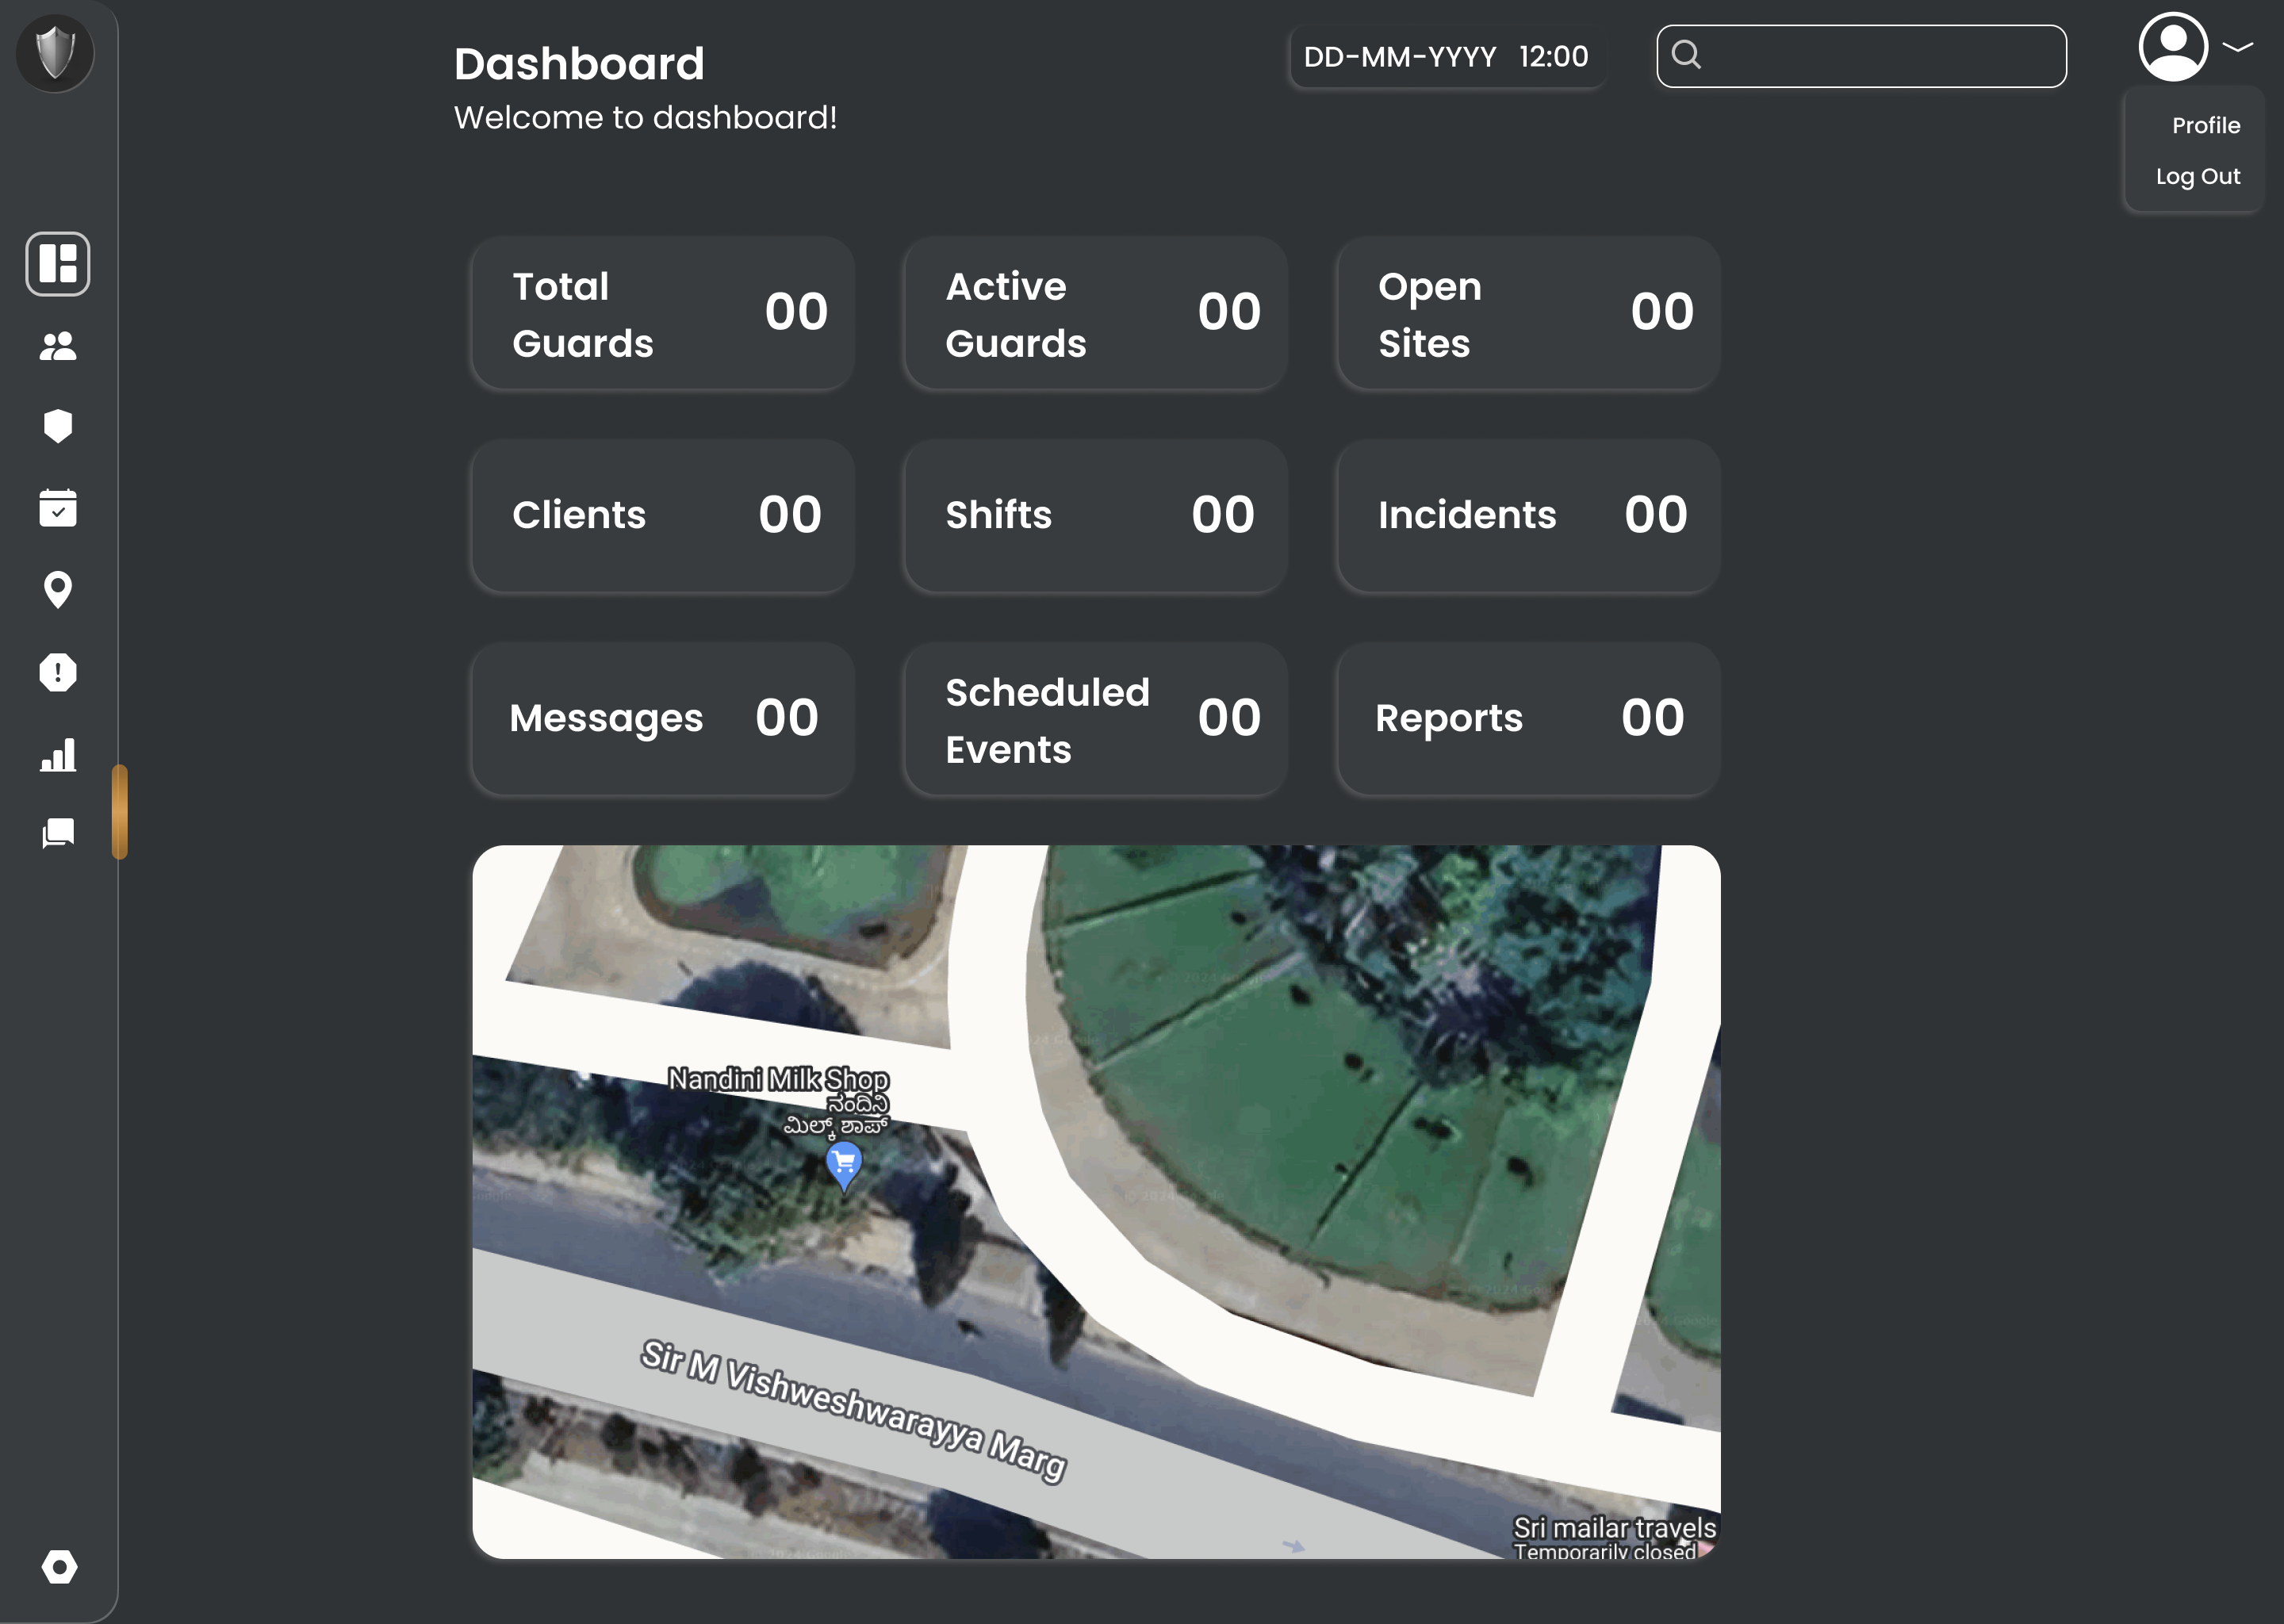 Dashboard
Welcome to dashboard!
DD-MM-YYYY 12:00
Profile
Log Out
Total
Guards
00
Active
Guards
00
Open
Sites
00
Clients
00
Shifts
00
Incidents
00
Messages
00
Scheduled
Events
00
Reports
00
Nandini Milk Shop
ನಂದಿನಿ
ಮಿಲ್ಕ್ ಶಾಪ್
Sir M Vishweshwarayya Marg
Sri mailar travels
Temporarily closed